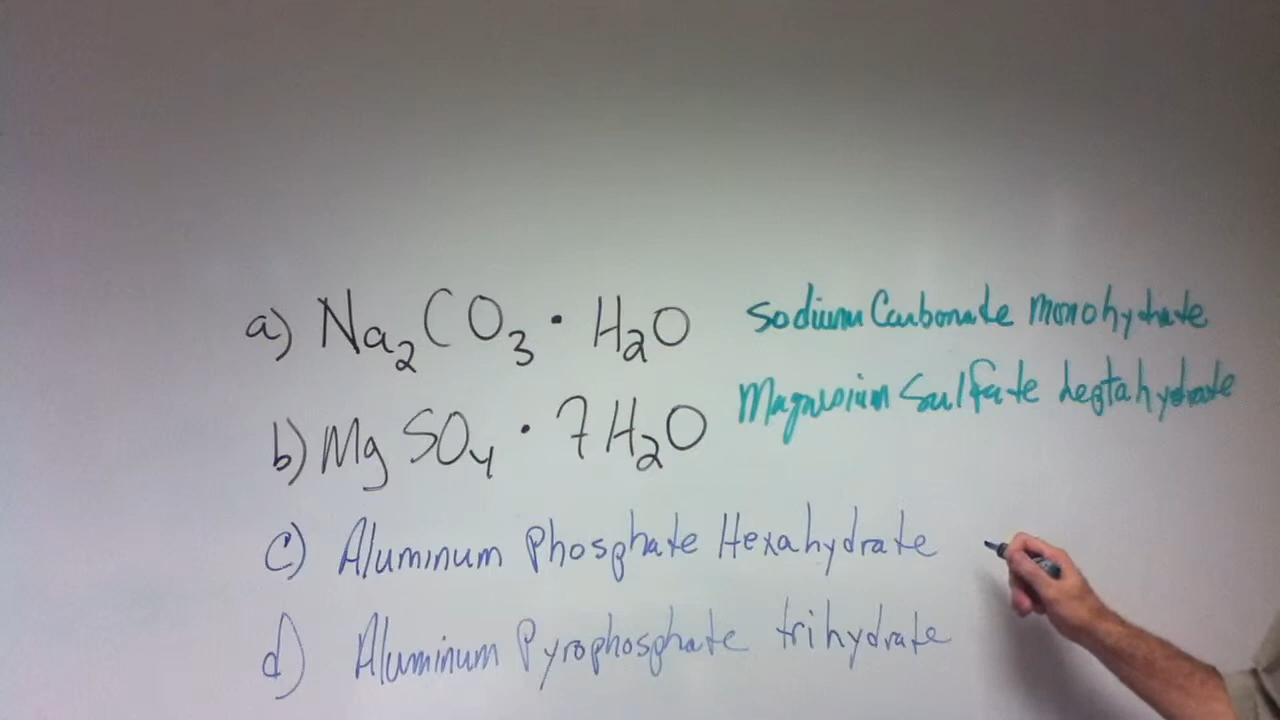 a) Na₂CO₃ · H₂O Sodium Carbonate monohydrate
b) MgSO₄ · 7H₂O Magnesium Sulfate heptahydrate
c) Aluminum Phosphate Hexahydrate
d) Aluminum Pyrophosphate trihydrate